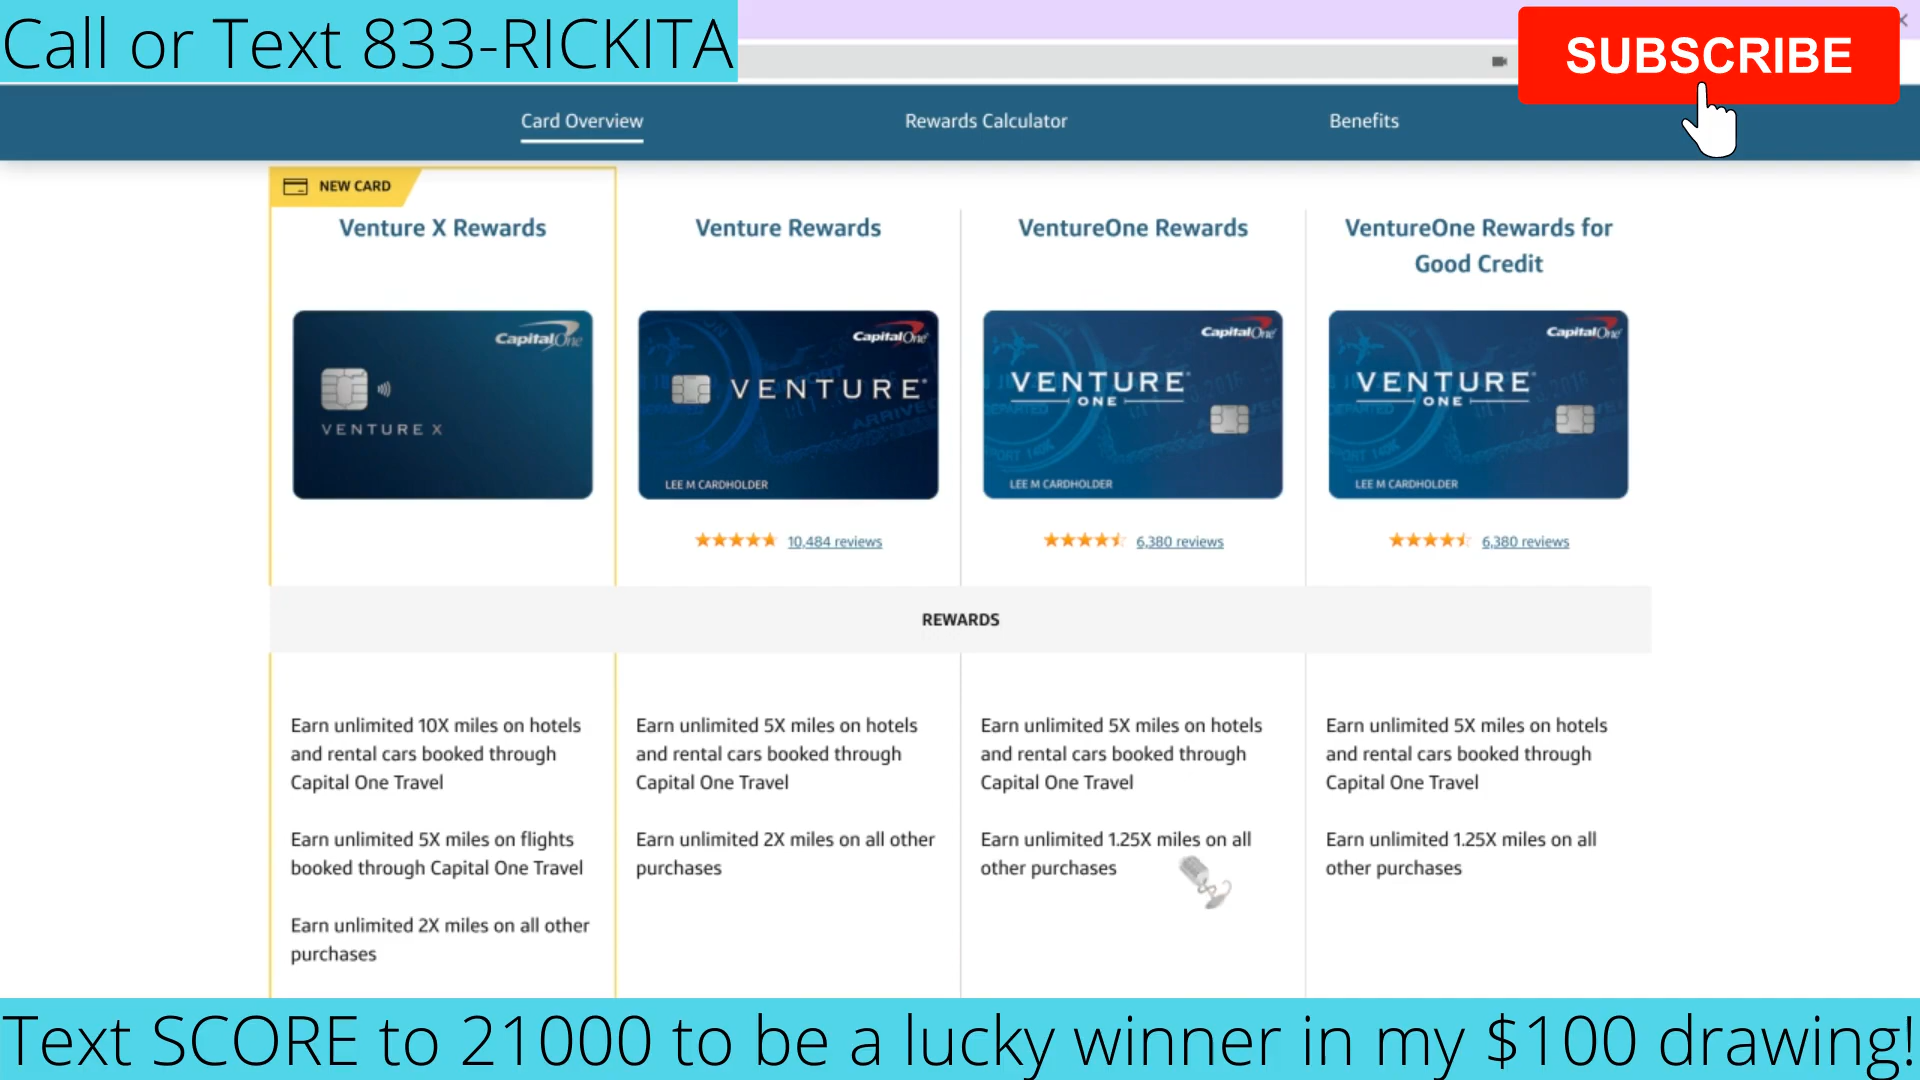 Call or Text 833-RICKITA
SUBSCRIBE
Card Overview
Rewards Calculator
Benefits
NEW CARD
Venture X Rewards
Capital One
VENTURE X
Earn unlimited 10X miles on hotels
and rental cars booked through
Capital One Travel
Earn unlimited 5X miles on flights
booked through Capital One Travel
Earn unlimited 2X miles on all other
purchases
Venture Rewards
Capital One
VENTURE®
LEE M CARDHOLDER
10,484 reviews
REWARDS
Earn unlimited 5X miles on hotels
and rental cars booked through
Capital One Travel
Earn unlimited 2X miles on all other
purchases
VentureOne Rewards
Capital One
VENTURE
ONE
LEE M CARDHOLDER
6,380 reviews
Earn unlimited 5X miles on hotels
and rental cars booked through
Capital One Travel
Earn unlimited 1.25X miles on all
other purchases
VentureOne Rewards for
Good Credit
Capital One
VENTURE
ONE
LEE M CARDHOLDER
6,380 reviews
Earn unlimited 5X miles on hotels
and rental cars booked through
Capital One Travel
Earn unlimited 1.25X miles on all
other purchases
Text SCORE to 21000 to be a lucky winner in my $100 drawing!